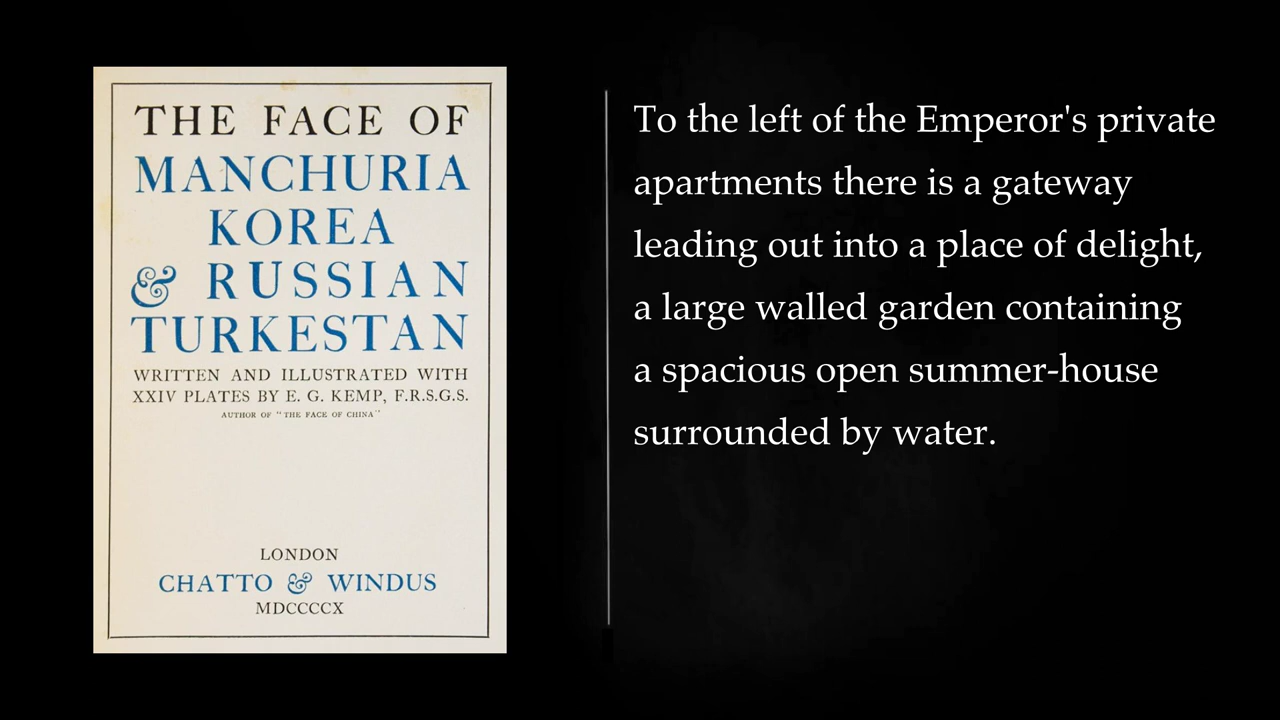 THE FACE OF
MANCHURIA
KOREA
& RUSSIAN
TURKESTAN
WRITTEN AND ILLUSTRATED WITH
XXIV PLATES BY E. G. KEMP, F.R.S.G.S.
AUTHOR OF "THE FACE OF CHINA"
LONDON
CHATTO & WINDUS
MDCCCCX
To the left of the Emperor's private
apartments there is a gateway
leading out into a place of delight,
a large walled garden containing
a spacious open summer-house
surrounded by water.